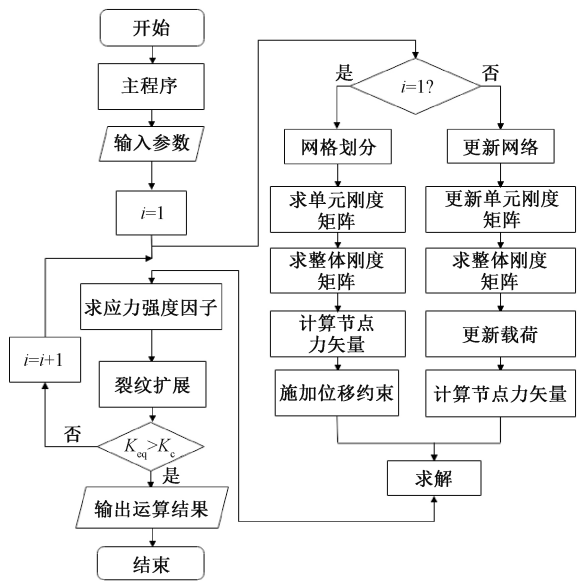 开始
主程序
输入参数
i=1
求应力强度因子
i=i+1
裂纹扩展
否
Keq>Kc
是
输出运算结果
结束
i=1?
是
否
网格划分
求单元刚度
矩阵
求整体刚度
矩阵
计算节点
力矢量
施加位移约束
更新网络
更新单元刚度
矩阵
求整体刚度
矩阵
更新载荷
计算节点力矢量
求解